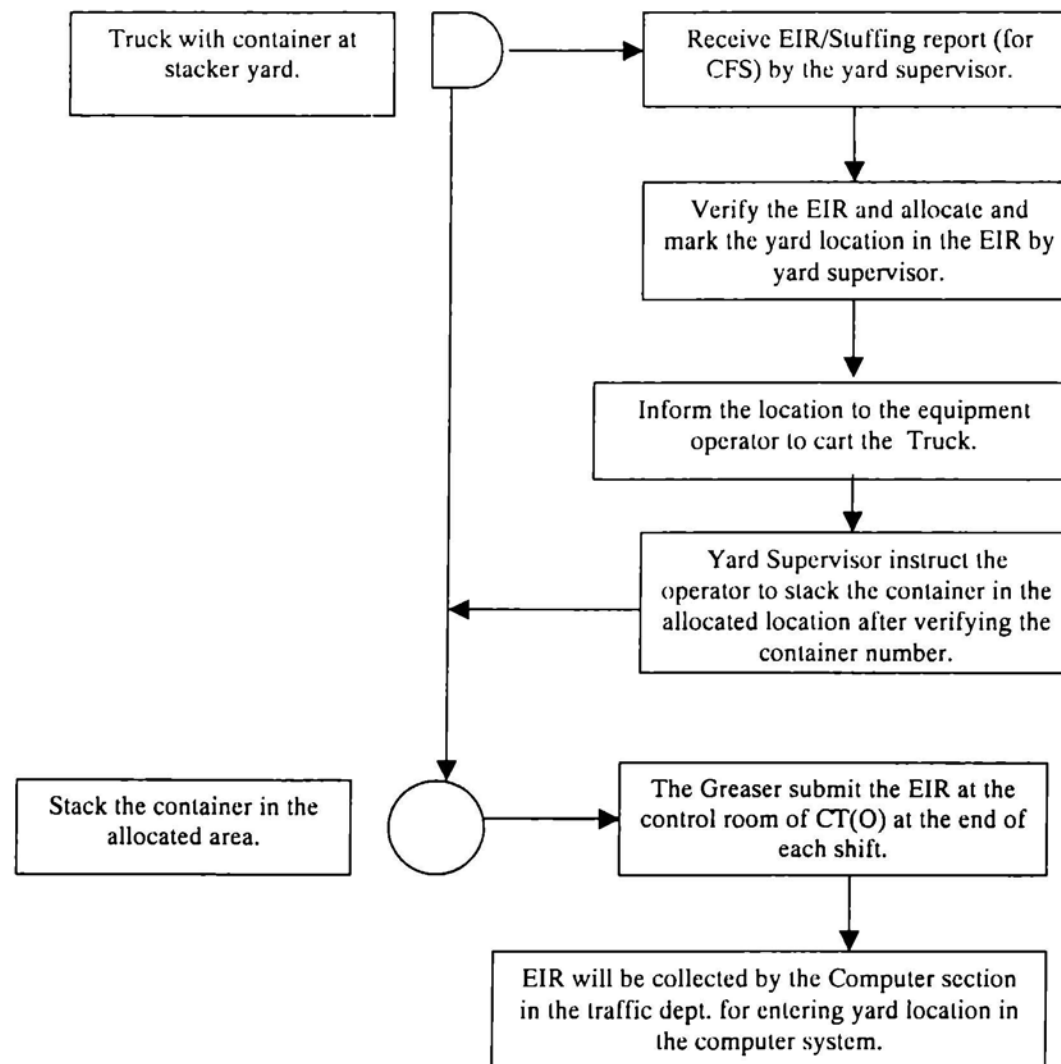 Truck with container at
stacker yard.
Receive EIR/Stuffing report (for
CFS) by the yard supervisor.
Verify the EIR and allocate and
mark the yard location in the EIR by
yard supervisor.
Inform the location to the equipment
operator to cart the Truck.
Yard Supervisor instruct the
operator to stack the container in the
allocated location after verifying the
container number.
Stack the container in the
allocated area.
The Greaser submit the EIR at the
control room of CT(O) at the end of
each shift.
EIR will be collected by the Computer section
in the traffic dept. for entering yard location in
the computer system.